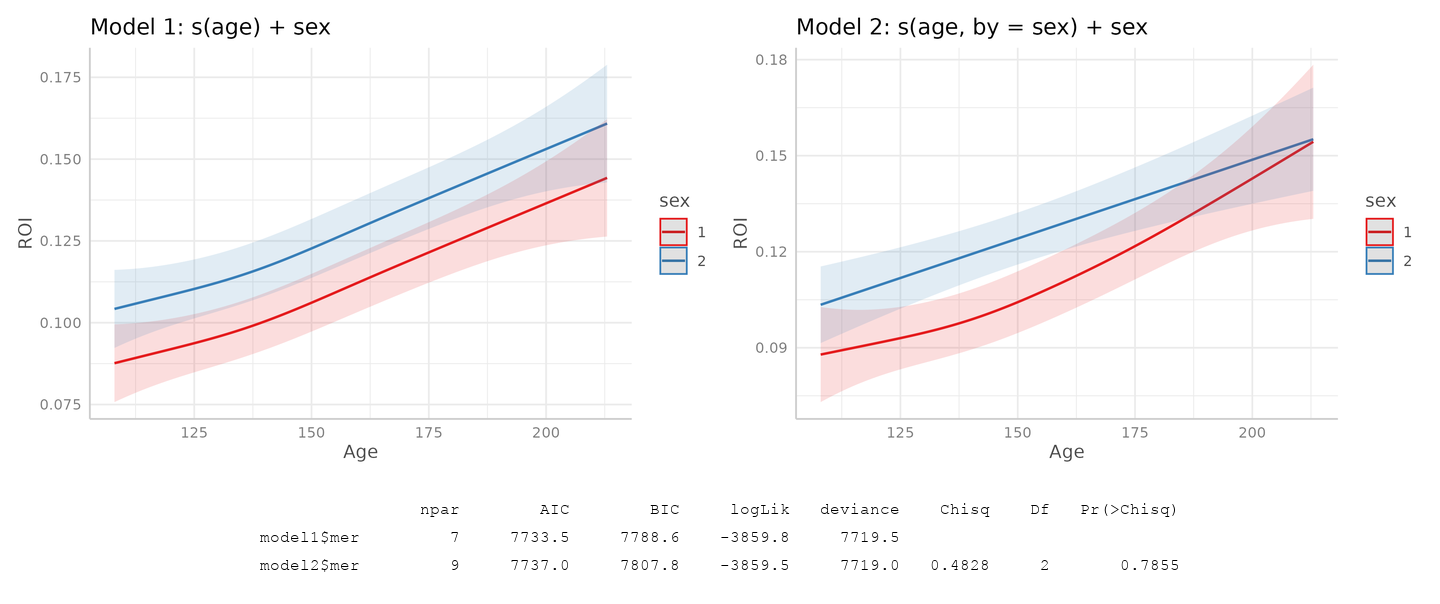 Model 1: s(age) + sex
0.175
0.150
0.125
0.100
0.075
ROI
125 150 175 200
Age
sex
1
2
Model 2: s(age, by = sex) + sex
0.18
0.15
0.12
0.09
ROI
125 150 175 200
Age
sex
1
2
npar AIC BIC logLik deviance Chisq Df Pr(>Chisq)
model1$mer 7 7733.5 7788.6 -3859.8 7719.5
model2$mer 9 7737.0 7807.8 -3859.5 7719.0 0.4828 2 0.7855